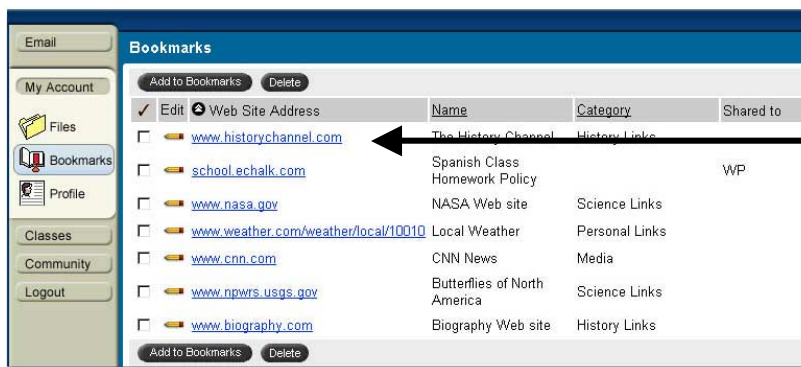 Email
Bookmarks
My Account
Add to Bookmarks Delete
✓ Edit Web Site Address Name Category Shared to
Files
www.historychannel.com The History Channel History Links
Bookmarks
school.echalk.com Spanish Class
Homework Policy WP
Profile
www.nasa.gov NASA Web site Science Links
Classes
www.weather.com/weather/local/10010 Local Weather Personal Links
Community
www.cnn.com CNN News Media
Logout
www.npwrs.usgs.gov Butterflies of North
America Science Links
www.biography.com Biography Web site History Links
Add to Bookmarks Delete